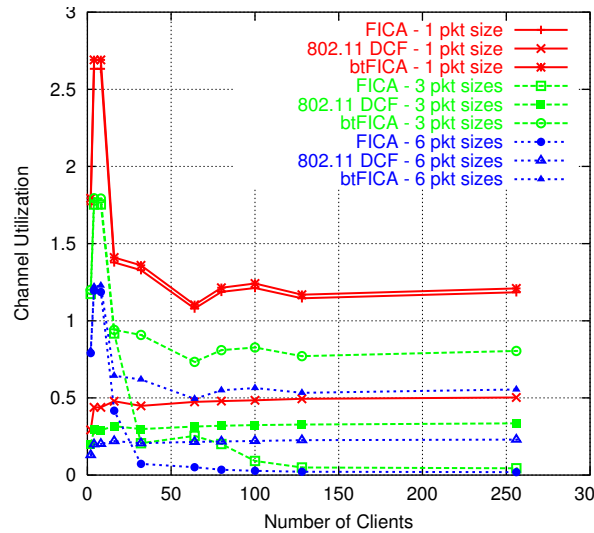 3
2.5
2
1.5
1
0.5
0
Channel Utilization
FICA - 1 pkt size
802.11 DCF - 1 pkt size
btFICA - 1 pkt size
FICA - 3 pkt sizes
802.11 DCF - 3 pkt sizes
btFICA - 3 pkt sizes
FICA - 6 pkt sizes
802.11 DCF - 6 pkt sizes
btFICA - 6 pkt sizes
0 50 100 150 200 250 30
Number of Clients